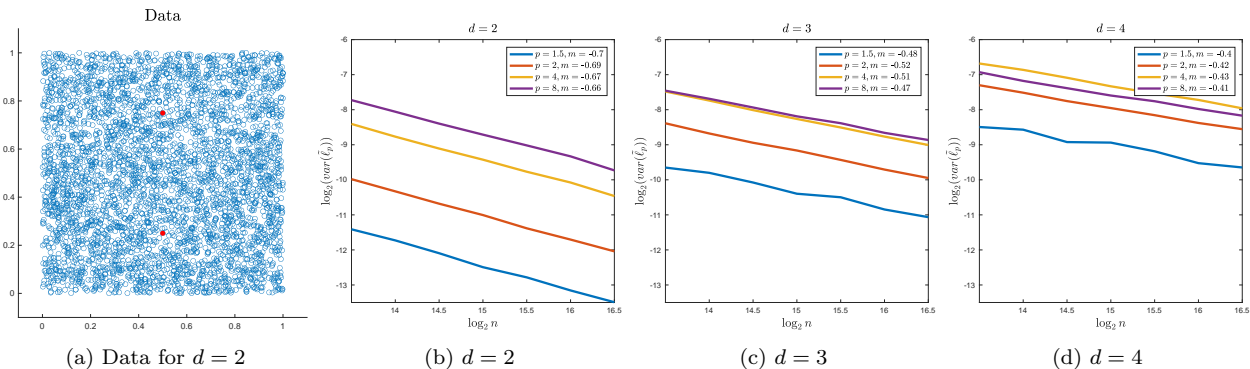 Data
1
0.8
0.6
0.4
0.2
0
0 0.2 0.4 0.6 0.8 1
(a) Data for d = 2
d = 2
-6
-7
-8
-9
-10
-11
-12
-13
log₂(var(ℓ̃ₚ))
p = 1.5, m = -0.7
p = 2, m = -0.69
p = 4, m = -0.67
p = 8, m = -0.66
14 14.5 15 15.5 16 16.5
log₂ n
(b) d = 2
d = 3
-6
-7
-8
-9
-10
-11
-12
-13
log₂(var(ℓ̃ₚ))
p = 1.5, m = -0.48
p = 2, m = -0.52
p = 4, m = -0.51
p = 8, m = -0.47
14 14.5 15 15.5 16 16.5
log₂ n
(c) d = 3
d = 4
-6
-7
-8
-9
-10
-11
-12
-13
log₂(var(ℓ̃ₚ))
p = 1.5, m = -0.4
p = 2, m = -0.42
p = 4, m = -0.43
p = 8, m = -0.41
14 14.5 15 15.5 16 16.5
log₂ n
(d) d = 4